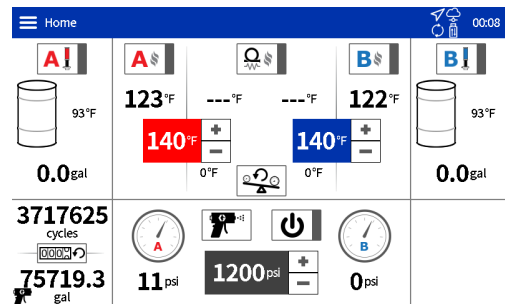 Home
00:08
A
A
Ω
B
B
123°F
---°F
---°F
122°F
93°F
93°F
140°F
+
−
140°F
+
−
0°F
0°F
0.0gal
0.0gal
3717625
cycles
000
75719.3
gal
A
B
11psi
1200psi
+
−
0psi